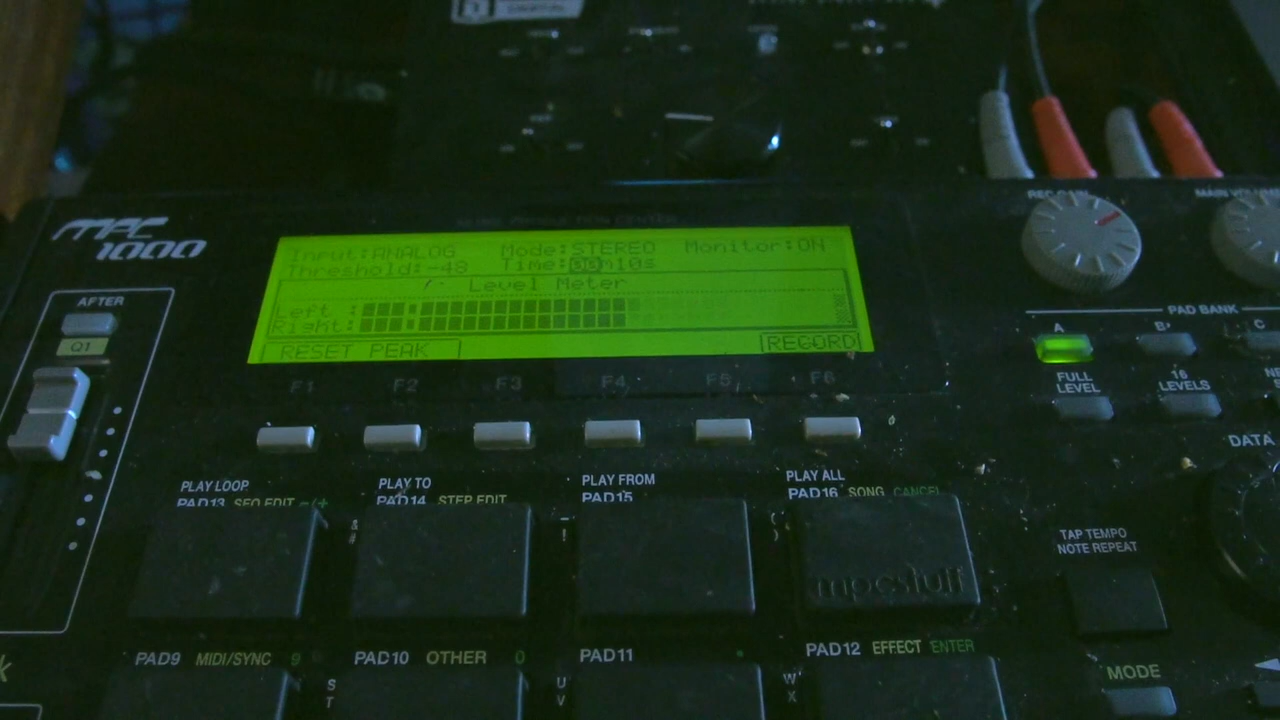 MPC
1000
REC GAIN
MAIN VOLUME
Input:ANALOG Mode:STEREO Monitor:ON
Threshold:-48 Time:00m10s
Level Meter
Left :
Right:
RESET PEAK RECORD
F1 F2 F3 F4 F5 F6
AFTER
Q1
PAD BANK
A B C
FULL LEVEL
16 LEVELS
DATA
PLAY LOOP PLAY TO PLAY FROM PLAY ALL
PAD13 SEQ EDIT -/+ PAD14 STEP EDIT PAD15 PAD16 SONG CANCEL
TAP TEMPO
NOTE REPEAT
mpcstuff
PAD9 MIDI/SYNC 9 PAD10 OTHER 0 PAD11 . PAD12 EFFECT ENTER
S
T
U
V
W
X
MODE